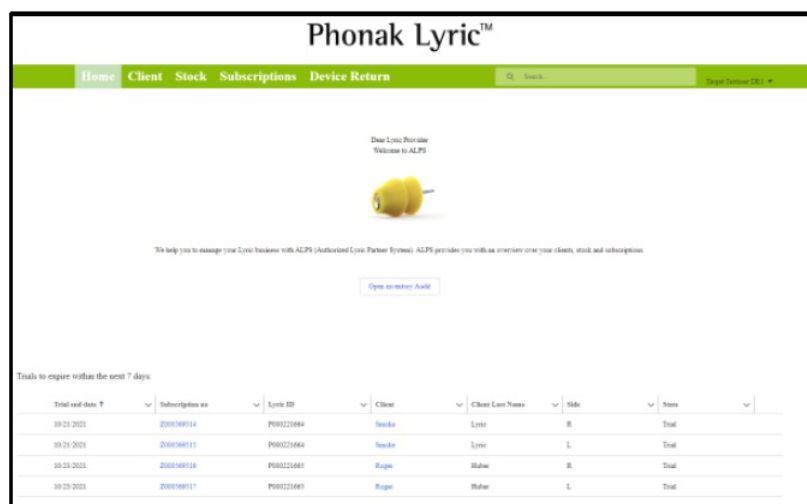 Phonak Lyric™
Home Client Stock Subscriptions Device Return Search...
Dear Lyric Provider
Welcome to ALPS
We help you to manage your Lyric business with ALPS (Authorized Lyric Partner System). ALPS provides you with an overview over your clients, stock and subscriptions.
Open inventory Audit
Trials to expire within the next 7 days:
Trial end date ↑ Subscription no Lyric ID Client Client Last Name Side State
10/21/2021 Smoke Lyric R Trial
10/21/2021 Smoke Lyric L Trial
10/23/2021 Roger Huber R Trial
10/23/2021 Roger Huber L Trial